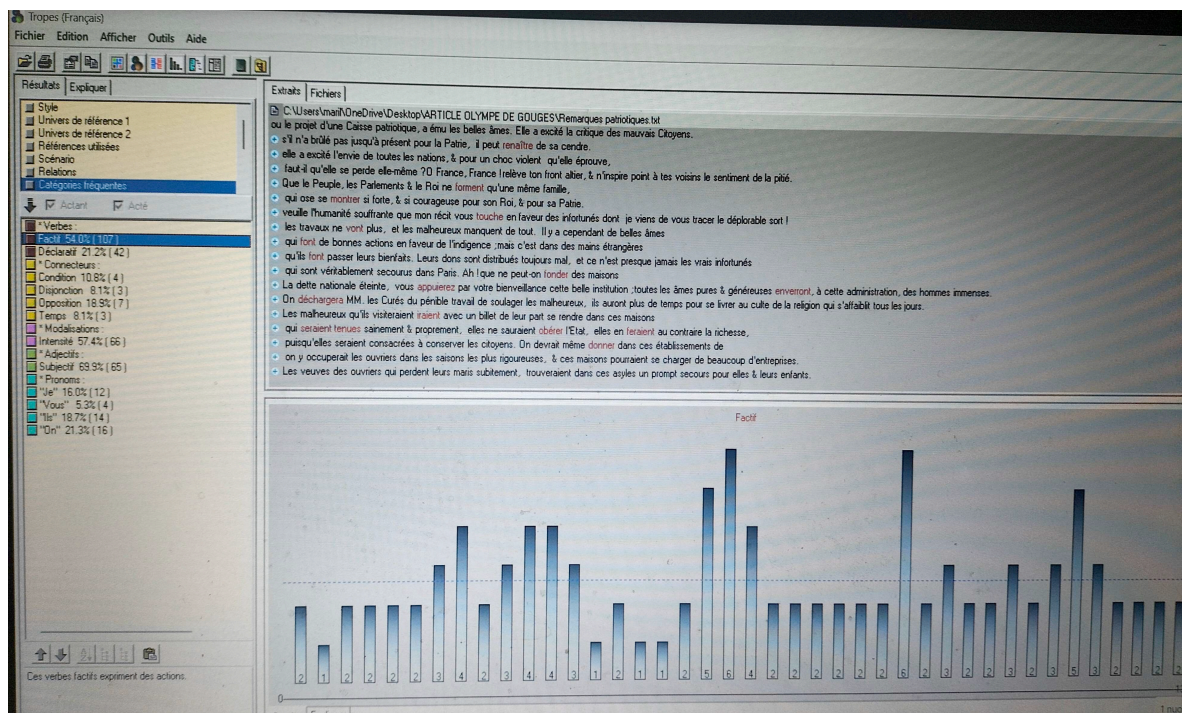 Tropes (Français)
Fichier Edition Afficher Outils Aide
Résultats Expliquer
Style
Univers de référence 1
Univers de référence 2
Références utilisées
Scénario
Relations
Catégories fréquentes
Actant Acté
* Verbes :
Factif 54.0% (107)
Déclaratif 21.2% (42)
* Connecteurs :
Condition 10.8% (4)
Disjonction 8.1% (3)
Opposition 18.9% (7)
Temps 8.1% (3)
* Modalisations :
Intensité 57.4% (66)
* Adjectifs :
Subjectif 69.9% (65)
* Pronoms :
"Je" 16.0% (12)
"Vous" 5.3% (4)
"Ils" 18.7% (14)
"On" 21.3% (16)
Ces verbes factifs expriment des actions.
Extraits Fichiers
C:\Users\maril\OneDrive\Desktop\ARTICLE OLYMPE DE GOUGES\Remarques patriotiques.txt
ou le projet d'une Caisse patriotique, a ému les belles âmes. Elle a excité la critique des mauvais Citoyens.
s'il n'a brûlé pas jusqu'à présent pour la Patrie, il peut renaître de sa cendre.
elle a excité l'envie de toutes les nations, & pour un choc violent qu'elle éprouve,
faut-il qu'elle se perde elle-même ?O France, France !relève ton front altier, & n'inspire point à tes voisins le sentiment de la pitié.
Que le Peuple, les Parlements & le Roi ne forment qu'une même famille,
qui ose se montrer si forte, & si courageuse pour son Roi, & pour sa Patrie.
veuille l'humanité souffrante que mon récit vous touche en faveur des infortunés dont je viens de vous tracer le déplorable sort !
les travaux ne vont plus, et les malheureux manquent de tout. Il y a cependant de belles âmes
qui font de bonnes actions en faveur de l'indigence ;mais c'est dans des mains étrangères
qu'ils font passer leurs bienfaits. Leurs dons sont distribués toujours mal, et ce n'est presque jamais les vrais infortunés
qui sont véritablement secourus dans Paris. Ah !que ne peut-on fonder des maisons
La dette nationale éteinte, vous appuierez par votre bienveillance cette belle institution ;toutes les âmes pures & généreuses enverront, à cette administration, des hommes immenses.
On déchargera MM. les Curés du pénible travail de soulager les malheureux, ils auront plus de temps pour se livrer au culte de la religion qui s'affaiblit tous les jours.
Les malheureux qu'ils visiteraient iraient avec un billet de leur part se rendre dans ces maisons
qui seraient tenues sainement & proprement, elles ne sauraient obérer l'Etat, elles en feraient au contraire la richesse,
puisqu'elles seraient consacrées à conserver les citoyens. On devrait même donner dans ces établissements de
on y occuperait les ouvriers dans les saisons les plus rigoureuses, & ces maisons pourraient se charger de beaucoup d'entreprises.
Les veuves des ouvriers qui perdent leurs maris subitement, trouveraient dans ces asyles un prompt secours pour elles & leurs enfants.
Factif
2 1 2 2 2 2 3 4 2 3 4 4 3 1 2 1 1 2 5 6 4 2 2 2 2 2 2 6 2 3 2 2 3 2 3 5 3 2 2 2 2
0